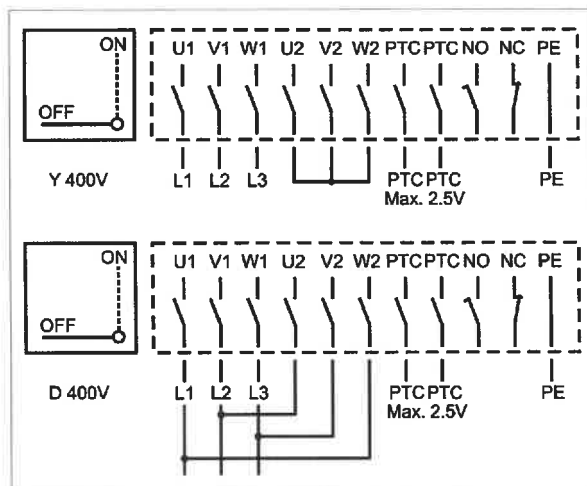 ON
U1 V1 W1 U2 V2 W2 PTC PTC NO NC PE
OFF
Y 400V
L1 L2 L3 PTC PTC PE
Max. 2.5V
ON
U1 V1 W1 U2 V2 W2 PTC PTC NO NC PE
OFF
D 400V
L1 L2 L3 PTC PTC PE
Max. 2.5V